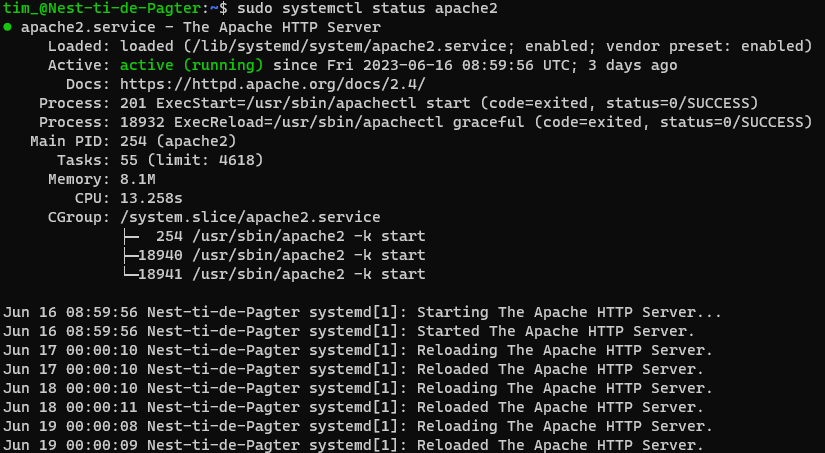 tim_@Nest-ti-de-Pagter:~$ sudo systemctl status apache2
● apache2.service - The Apache HTTP Server
     Loaded: loaded (/lib/systemd/system/apache2.service; enabled; vendor preset: enabled)
     Active: active (running) since Fri 2023-06-16 08:59:56 UTC; 3 days ago
       Docs: https://httpd.apache.org/docs/2.4/
    Process: 201 ExecStart=/usr/sbin/apachectl start (code=exited, status=0/SUCCESS)
    Process: 18932 ExecReload=/usr/sbin/apachectl graceful (code=exited, status=0/SUCCESS)
   Main PID: 254 (apache2)
      Tasks: 55 (limit: 4618)
     Memory: 8.1M
        CPU: 13.258s
     CGroup: /system.slice/apache2.service
             ├─  254 /usr/sbin/apache2 -k start
             ├─18940 /usr/sbin/apache2 -k start
             └─18941 /usr/sbin/apache2 -k start

Jun 16 08:59:56 Nest-ti-de-Pagter systemd[1]: Starting The Apache HTTP Server...
Jun 16 08:59:56 Nest-ti-de-Pagter systemd[1]: Started The Apache HTTP Server.
Jun 17 00:00:10 Nest-ti-de-Pagter systemd[1]: Reloading The Apache HTTP Server.
Jun 17 00:00:10 Nest-ti-de-Pagter systemd[1]: Reloaded The Apache HTTP Server.
Jun 18 00:00:10 Nest-ti-de-Pagter systemd[1]: Reloading The Apache HTTP Server.
Jun 18 00:00:11 Nest-ti-de-Pagter systemd[1]: Reloaded The Apache HTTP Server.
Jun 19 00:00:08 Nest-ti-de-Pagter systemd[1]: Reloading The Apache HTTP Server.
Jun 19 00:00:09 Nest-ti-de-Pagter systemd[1]: Reloaded The Apache HTTP Server.